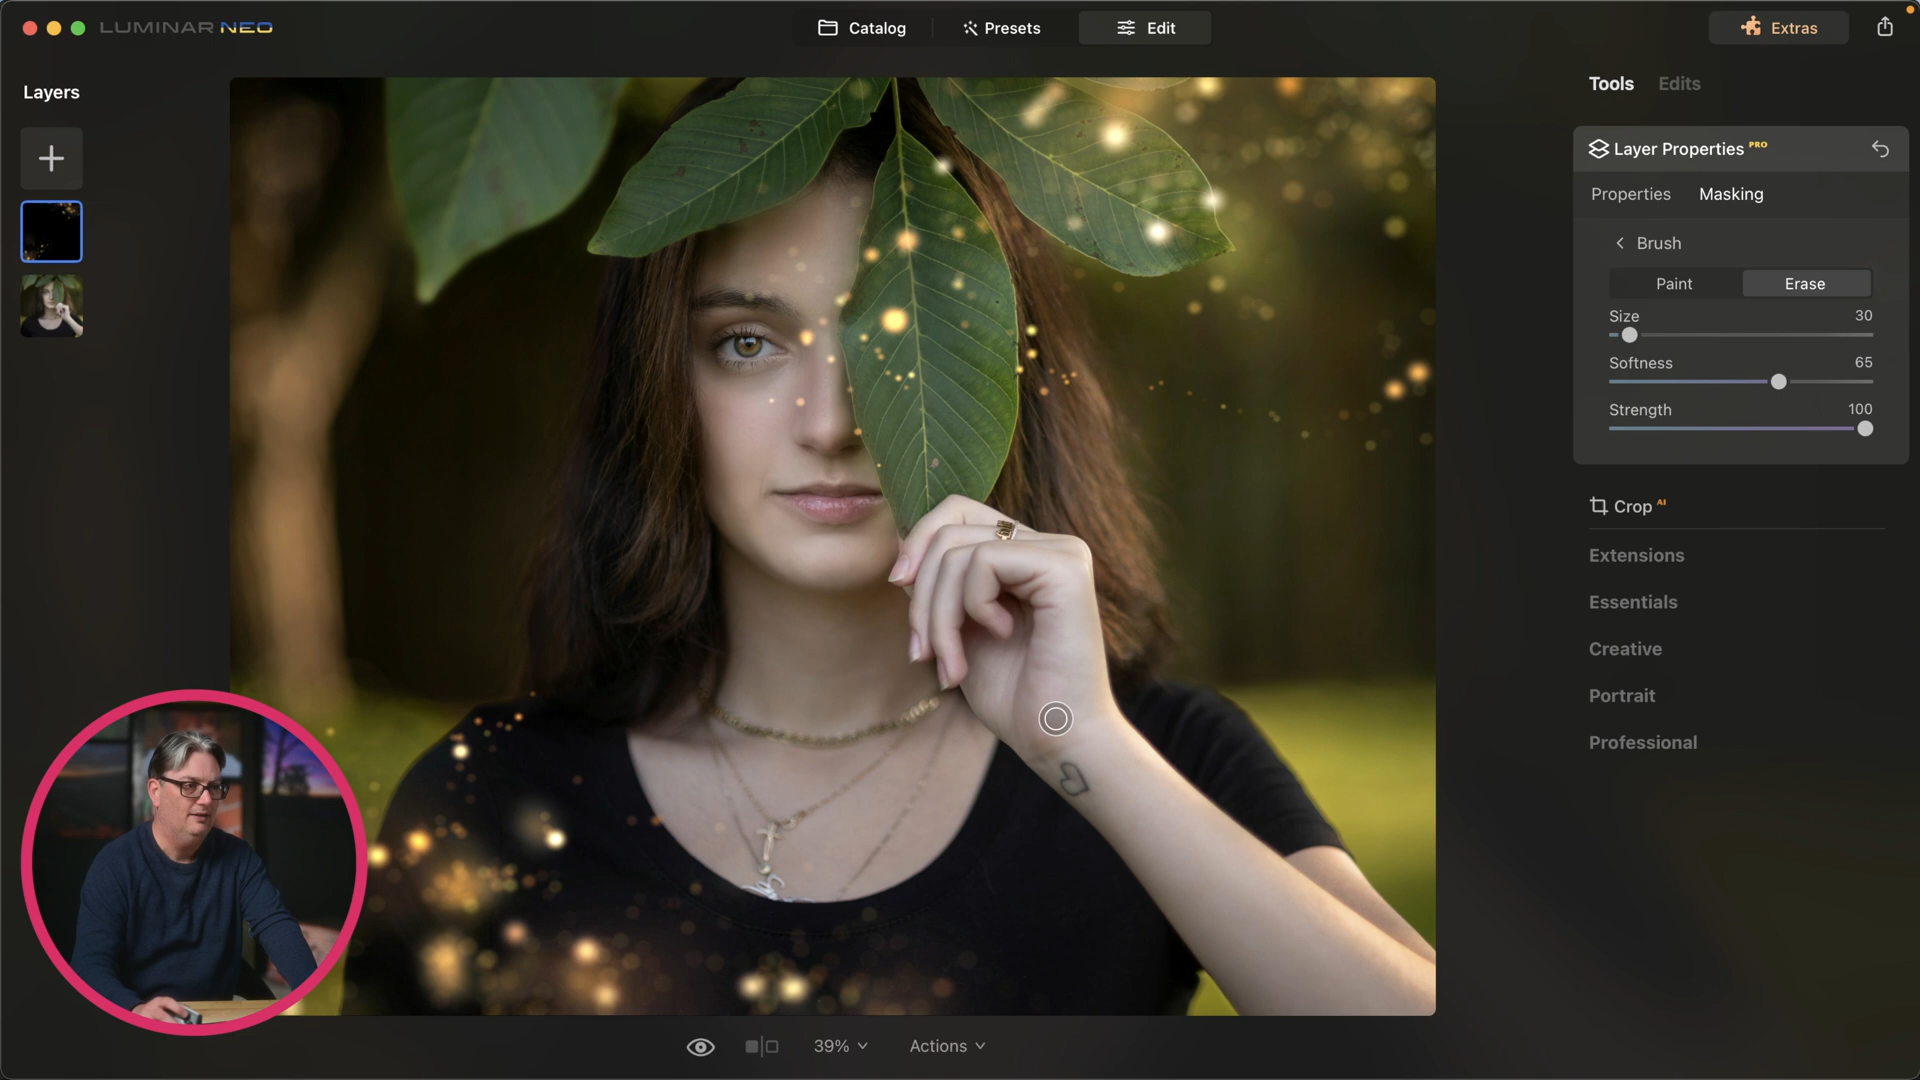 LUMINAR NEO
Catalog
Presets
Edit
Extras
Layers
Tools
Edits
Layer Properties PRO
Properties
Masking
Brush
Paint
Erase
Size
30
Softness
65
Strength
100
Crop AI
Extensions
Essentials
Creative
Portrait
Professional
39%
Actions